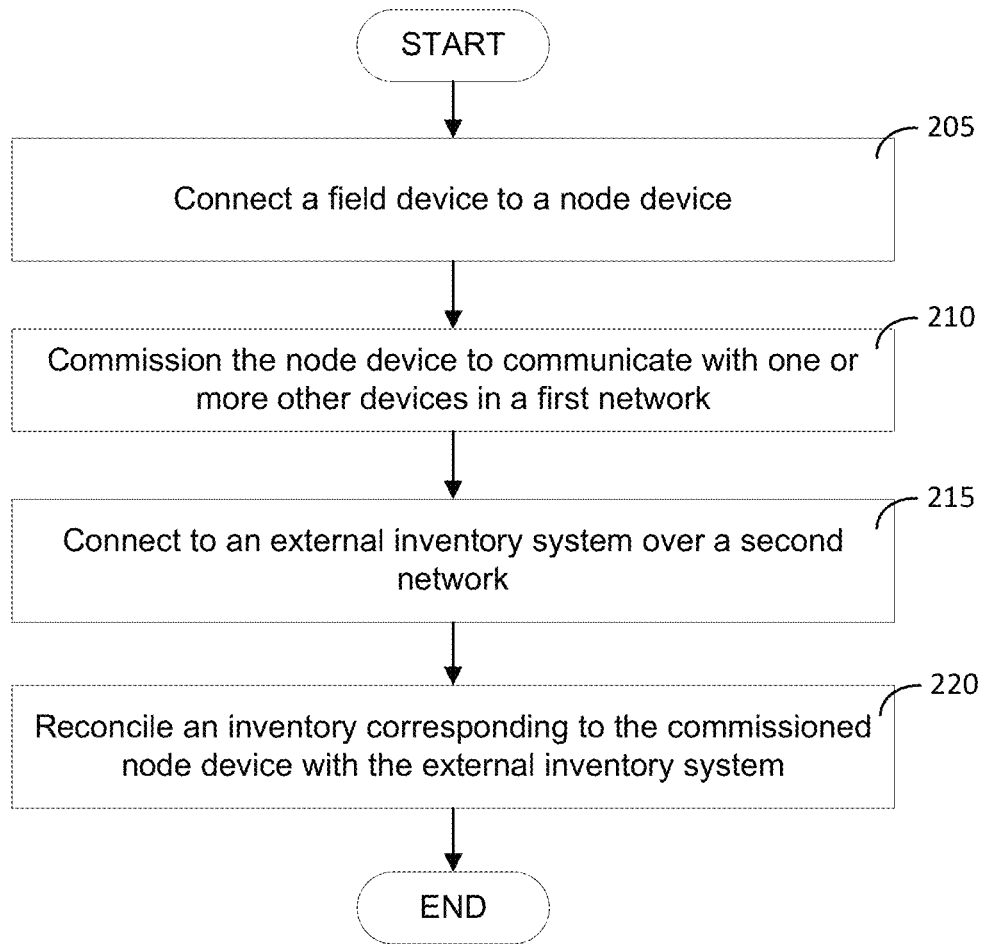 START
205
Connect a field device to a node device
210
Commission the node device to communicate with one or
more other devices in a first network
215
Connect to an external inventory system over a second
network
220
Reconcile an inventory corresponding to the commissioned
node device with the external inventory system
END